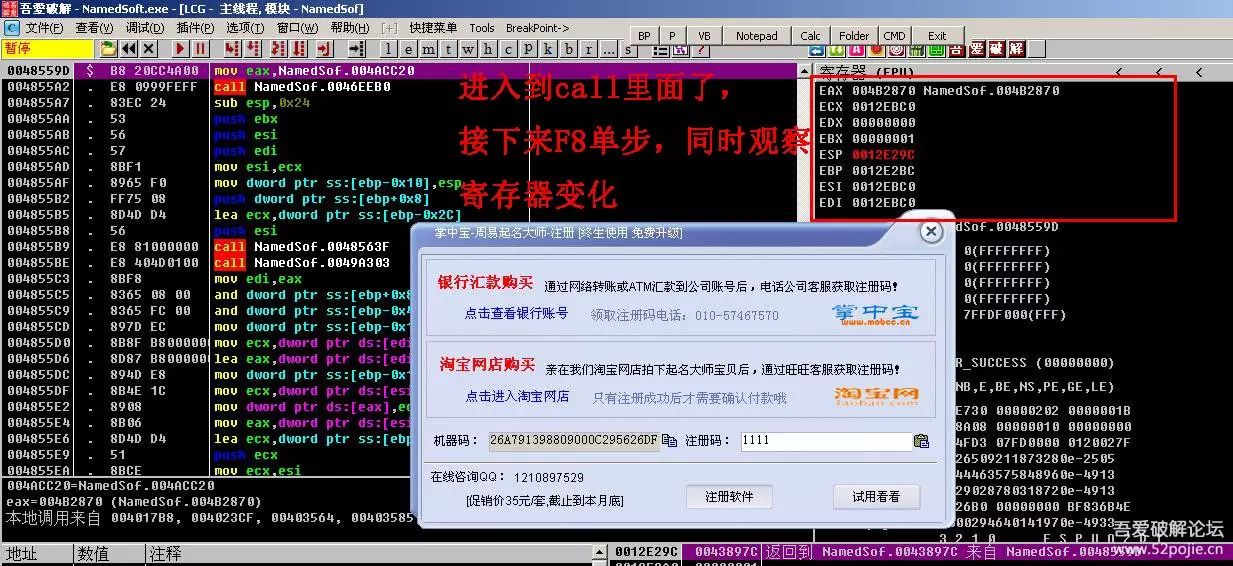 吾爱破解 - NamedSoft.exe - [LCG - 主线程, 模块 - NamedSof]
文件(F) 查看(V) 调试(D) 插件(P) 选项(T) 窗口(W) 帮助(H) [+] 快捷菜单 Tools BreakPoint->
BP P VB Notepad Calc Folder CMD Exit
暂停
l e m t w h c p k b r ... s
吾 爱 破 解
0048559D $ B8 20CC4A00 mov eax,NamedSof.004ACC20
004855A2 . E8 0999FEFF call NamedSof.0046EEB0
004855A7 . 83EC 24 sub esp,0x24
004855AA . 53 push ebx
004855AB . 56 push esi
004855AC . 57 push edi
004855AD . 8BF1 mov esi,ecx
004855AF . 8965 F0 mov dword ptr ss:[ebp-0x10],esp
004855B2 . FF75 08 push dword ptr ss:[ebp+0x8]
004855B5 . 8D4D D4 lea ecx,dword ptr ss:[ebp-0x2C]
004855B8 . 56 push esi
004855B9 . E8 81000000 call NamedSof.0048563F
004855BE . E8 404D0100 call NamedSof.0049A303
004855C3 . 8BF8 mov edi,eax
004855C5 . 8365 08 00 and dword ptr ss:[ebp+0x8
004855C9 . 8365 FC 00 and dword ptr ss:[ebp-0x
004855CD . 897D EC mov dword ptr ss:[ebp-0x1
004855D0 . 8B8F B8000000 mov ecx,dword ptr ds:[edi
004855D6 . 8D87 B8000000 lea eax,dword ptr ds:[edi
004855DC . 894D E8 mov dword ptr ss:[ebp-0x1
004855DF . 8B4E 1C mov ecx,dword ptr ds:[esi
004855E2 . 8908 mov dword ptr ds:[eax],ec
004855E4 . 8B06 mov eax,dword ptr ds:[esi
004855E6 . 8D4D D4 lea ecx,dword ptr ss:[ebp
004855E9 . 51 push ecx
004855EA . 8BCE mov ecx,esi
进入到call里面了，
接下来F8单步，同时观察
寄存器变化
寄存器 (FPU) < < <
EAX 004B2870 NamedSof.004B2870
ECX 0012EBC0
EDX 00000000
EBX 00000001
ESP 0012E29C
EBP 0012E2BC
ESI 0012EBC0
EDI 0012EBC0
dSof.0048559D
0(FFFFFFFF)
0(FFFFFFFF)
0(FFFFFFFF)
0(FFFFFFFF)
7FFDF000(FFF)
R_SUCCESS (00000000)
NB,E,BE,NS,PE,GE,LE)
E730 00000202 0000001B
8A08 00000010 00000000
4FD3 07FD0000 0120027F
26509211873280e-2505
4446357584​8960e-4913
29028780317210e-4913
26B0 00000000 BF836B4E
00294640141970e-4933
3 2 1 0 E S P U O Z D I
掌中宝-周易起名大师-注册 [终生使用 免费升级]
银行汇款购买 通过网络转账或ATM汇款到公司账号后，电话公司客服获取注册码!
点击查看银行账号 领取注册码电话: 010-57467570 掌中宝
www.mobcc.cn
淘宝网店购买 亲在我们淘宝网店拍下起名大师宝贝后，通过旺旺客服获取注册码!
点击进入淘宝网店 只有注册成功后才需要确认付款哦 淘宝网
taobao.com
机器码: 26A791398809000C295626DF 注册码: 1111
在线咨询QQ: 1210897529
[促销价35元/套,截止到本月底] 注册软件 试用看看
004ACC20=NamedSof.004ACC20
eax=004B2870 (NamedSof.004B2870)
本地调用来自 004017B8, 004023CF, 00403564, 00403585
地址 数值 注释
0012E29C 0043897C 返回到 NamedSof.0043897C 来自 NamedSof.0048559D
吾爱破解论坛
www.52pojie.cn